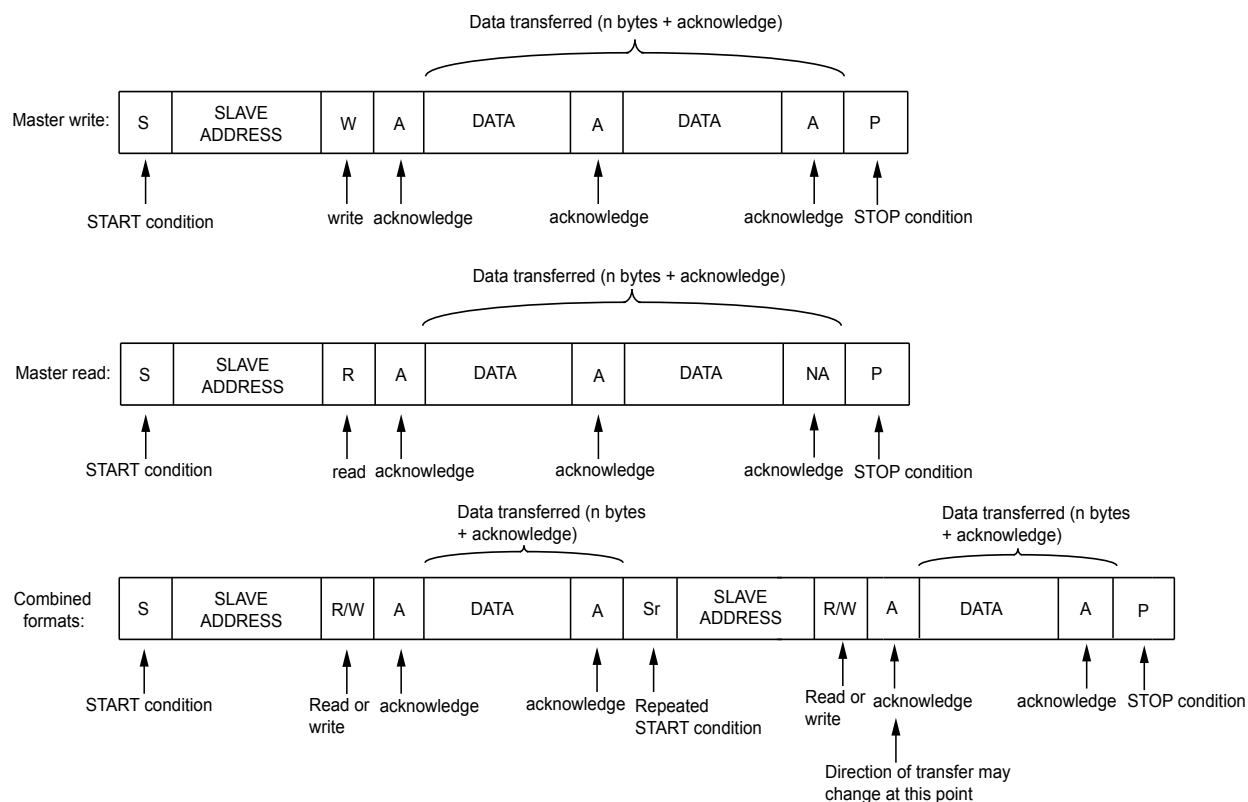 Data transferred (n bytes + acknowledge)
Master write:
S
SLAVE
ADDRESS
W
A
DATA
A
DATA
A
P
START condition
write
acknowledge
acknowledge
acknowledge
STOP condition
Data transferred (n bytes + acknowledge)
Master read:
S
SLAVE
ADDRESS
R
A
DATA
A
DATA
NA
P
START condition
read
acknowledge
acknowledge
acknowledge
STOP condition
Data transferred (n bytes
+ acknowledge)
Data transferred (n bytes
+ acknowledge)
Combined
formats:
S
SLAVE
ADDRESS
R/W
A
DATA
A
Sr
SLAVE
ADDRESS
R/W
A
DATA
A
P
START condition
Read or
write
acknowledge
acknowledge
Repeated
START condition
Read or
write
acknowledge
acknowledge
STOP condition
Direction of transfer may
change at this point